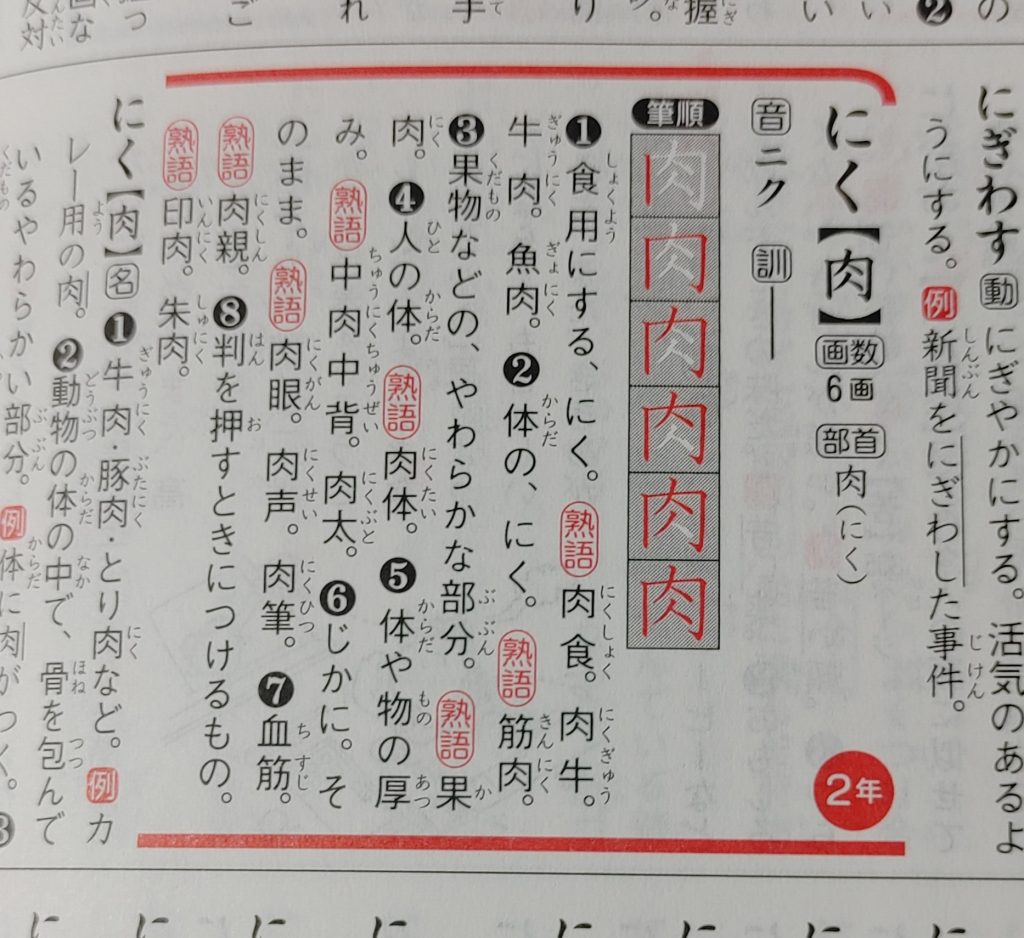 にぎわす 動 にぎやかにする。活気のあるよ
うにする。 例 新聞をにぎわした事件。
にく【肉】 画数 6画 部首 肉（にく） 2年
音 ニク 訓 ―
筆順 肉
❶食用にする、にく。 熟語 肉食。肉牛。
牛肉。魚肉。 ❷体の、にく。 熟語 筋肉。
❸果物などの、やわらかな部分。 熟語 果
肉。 ❹人の体。 熟語 肉体。 ❺体や物の厚
み。 熟語 中肉中背。肉太。 ❻じかに。そ
のまま。 熟語 肉眼。肉声。肉筆。 ❼血筋。
熟語 肉親。 ❽判を押すときにつけるもの。
熟語 印肉。朱肉。
にく【肉】 名 ❶牛肉・豚肉・とり肉など。 例 カ
レー用の肉。 ❷動物の体の中で、骨を包んで
いるやわらかい部分。 例 体に肉がつく。 ❸